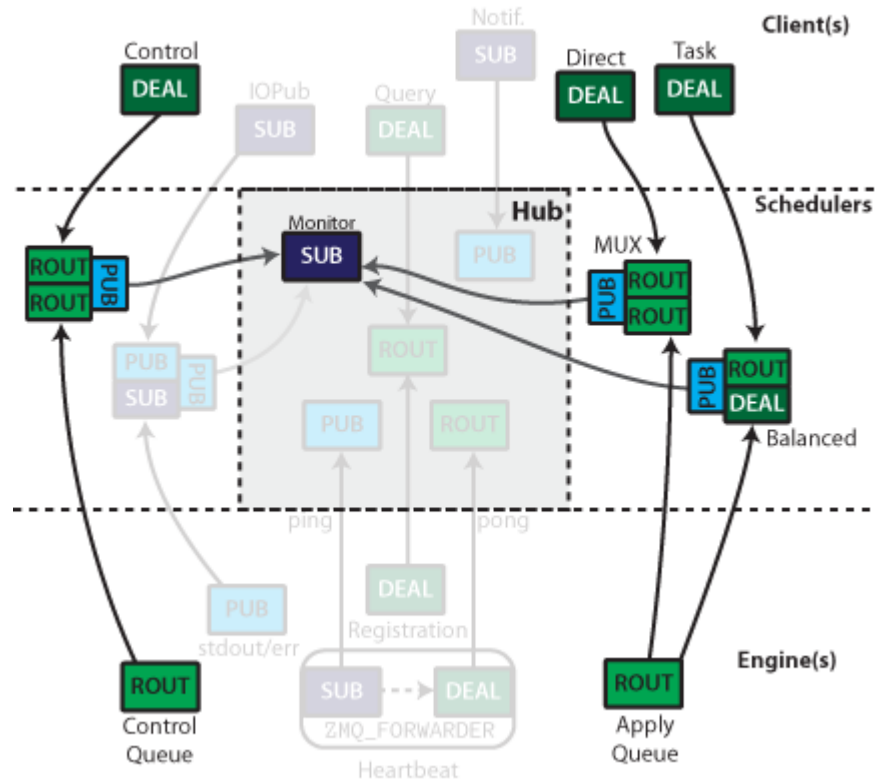 Notif.
Client(s)
Control
SUB
Direct
Task
DEAL
IOPub
Query
DEAL
DEAL
SUB
DEAL
Schedulers
Hub
Monitor
SUB
PUB
MUX
ROUT
PUB
ROUT
PUB
ROUT
ROUT
PUB
SUB
PUB
ROUT
PUB
ROUT
DEAL
PUB
ROUT
Balanced
ping
pong
DEAL
PUB
Registration
stdout/err
Engine(s)
ROUT
SUB
DEAL
ROUT
Control
Queue
ZMQ_FORWARDER
Apply
Queue
Heartbeat